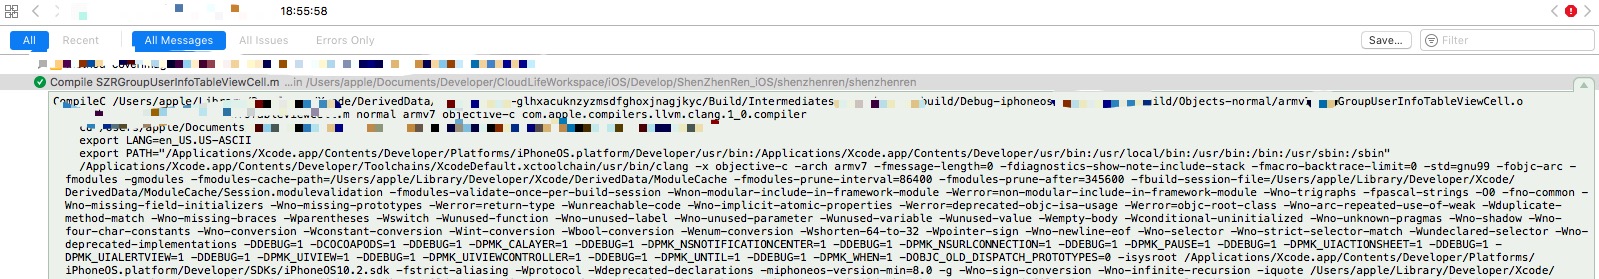 18:55:58
All Recent All Messages All Issues Errors Only Save... Filter
Compile SZRGroupUserInfoTableViewCell.m ...in /Users/apple/Documents/Developer/CloudLifeWorkspace/iOS/Develop/ShenZhenRen_iOS/shenzhenren/shenzhenren
CompileC /Users/apple/Library Xcode/DerivedData, -glhxacuknzyzmsdfghoxjnagjkyc/Build/Intermediates build/Debug-iphoneos ild/Objects-normal/armv GroupUserInfoTableViewCell.o
normal armv7 objective-c com.apple.compilers.llvm.clang.1_0.compiler
cd /Users/apple/Documents
export LANG=en_US.US-ASCII
export PATH="/Applications/Xcode.app/Contents/Developer/Platforms/iPhoneOS.platform/Developer/usr/bin:/Applications/Xcode.app/Contents/Developer/usr/bin:/usr/local/bin:/usr/bin:/bin:/usr/sbin:/sbin"
/Applications/Xcode.app/Contents/Developer/Toolchains/XcodeDefault.xctoolchain/usr/bin/clang -x objective-c -arch armv7 -fmessage-length=0 -fdiagnostics-show-note-include-stack -fmacro-backtrace-limit=0 -std=gnu99 -fobjc-arc -
fmodules -gmodules -fmodules-cache-path=/Users/apple/Library/Developer/Xcode/DerivedData/ModuleCache -fmodules-prune-interval=86400 -fmodules-prune-after=345600 -fbuild-session-file=/Users/apple/Library/Developer/Xcode/
DerivedData/ModuleCache/Session.modulevalidation -fmodules-validate-once-per-build-session -Wnon-modular-include-in-framework-module -Werror=non-modular-include-in-framework-module -Wno-trigraphs -fpascal-strings -O0 -fno-common -
Wno-missing-field-initializers -Wno-missing-prototypes -Werror=return-type -Wunreachable-code -Wno-implicit-atomic-properties -Werror=deprecated-objc-isa-usage -Werror=objc-root-class -Wno-arc-repeated-use-of-weak -Wduplicate-
method-match -Wno-missing-braces -Wparentheses -Wswitch -Wunused-function -Wno-unused-label -Wno-unused-parameter -Wunused-variable -Wunused-value -Wempty-body -Wconditional-uninitialized -Wno-unknown-pragmas -Wno-shadow -Wno-
four-char-constants -Wno-conversion -Wconstant-conversion -Wint-conversion -Wbool-conversion -Wenum-conversion -Wshorten-64-to-32 -Wpointer-sign -Wno-newline-eof -Wno-selector -Wno-strict-selector-match -Wundeclared-selector -Wno-
deprecated-implementations -DDEBUG=1 -DCOCOAPODS=1 -DDEBUG=1 -DPMK_CALAYER=1 -DDEBUG=1 -DPMK_NSNOTIFICATIONCENTER=1 -DDEBUG=1 -DPMK_NSURLCONNECTION=1 -DDEBUG=1 -DPMK_PAUSE=1 -DDEBUG=1 -DPMK_UIACTIONSHEET=1 -DDEBUG=1 -
DPMK_UIALERTVIEW=1 -DDEBUG=1 -DPMK_UIVIEW=1 -DDEBUG=1 -DPMK_UIVIEWCONTROLLER=1 -DDEBUG=1 -DPMK_UNTIL=1 -DDEBUG=1 -DPMK_WHEN=1 -DOBJC_OLD_DISPATCH_PROTOTYPES=0 -isysroot /Applications/Xcode.app/Contents/Developer/Platforms/
iPhoneOS.platform/Developer/SDKs/iPhoneOS10.2.sdk -fstrict-aliasing -Wprotocol -Wdeprecated-declarations -miphoneos-version-min=8.0 -g -Wno-sign-conversion -Wno-infinite-recursion -iquote /Users/apple/Library/Developer/Xcode/